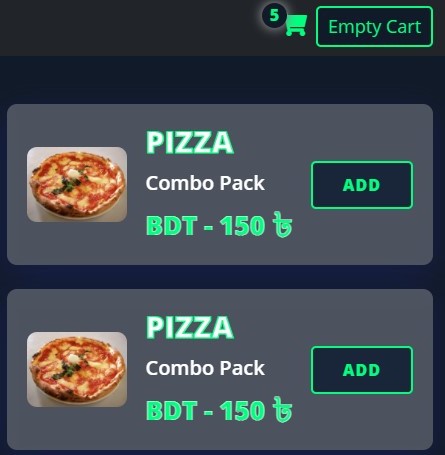 5
Empty Cart
PIZZA
Combo Pack
ADD
BDT - 150 ৳
PIZZA
Combo Pack
ADD
BDT - 150 ৳